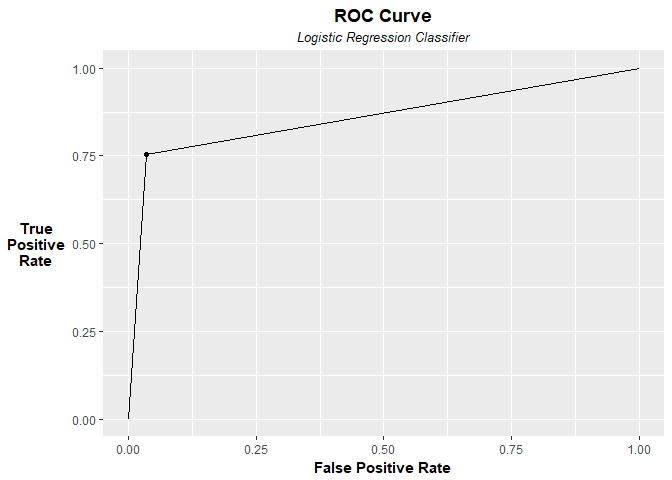 ROC Curve
Logistic Regression Classifier
1.00
0.75
0.50
0.25
0.00
True
Positive
Rate
0.00 0.25 0.50 0.75 1.00
False Positive Rate